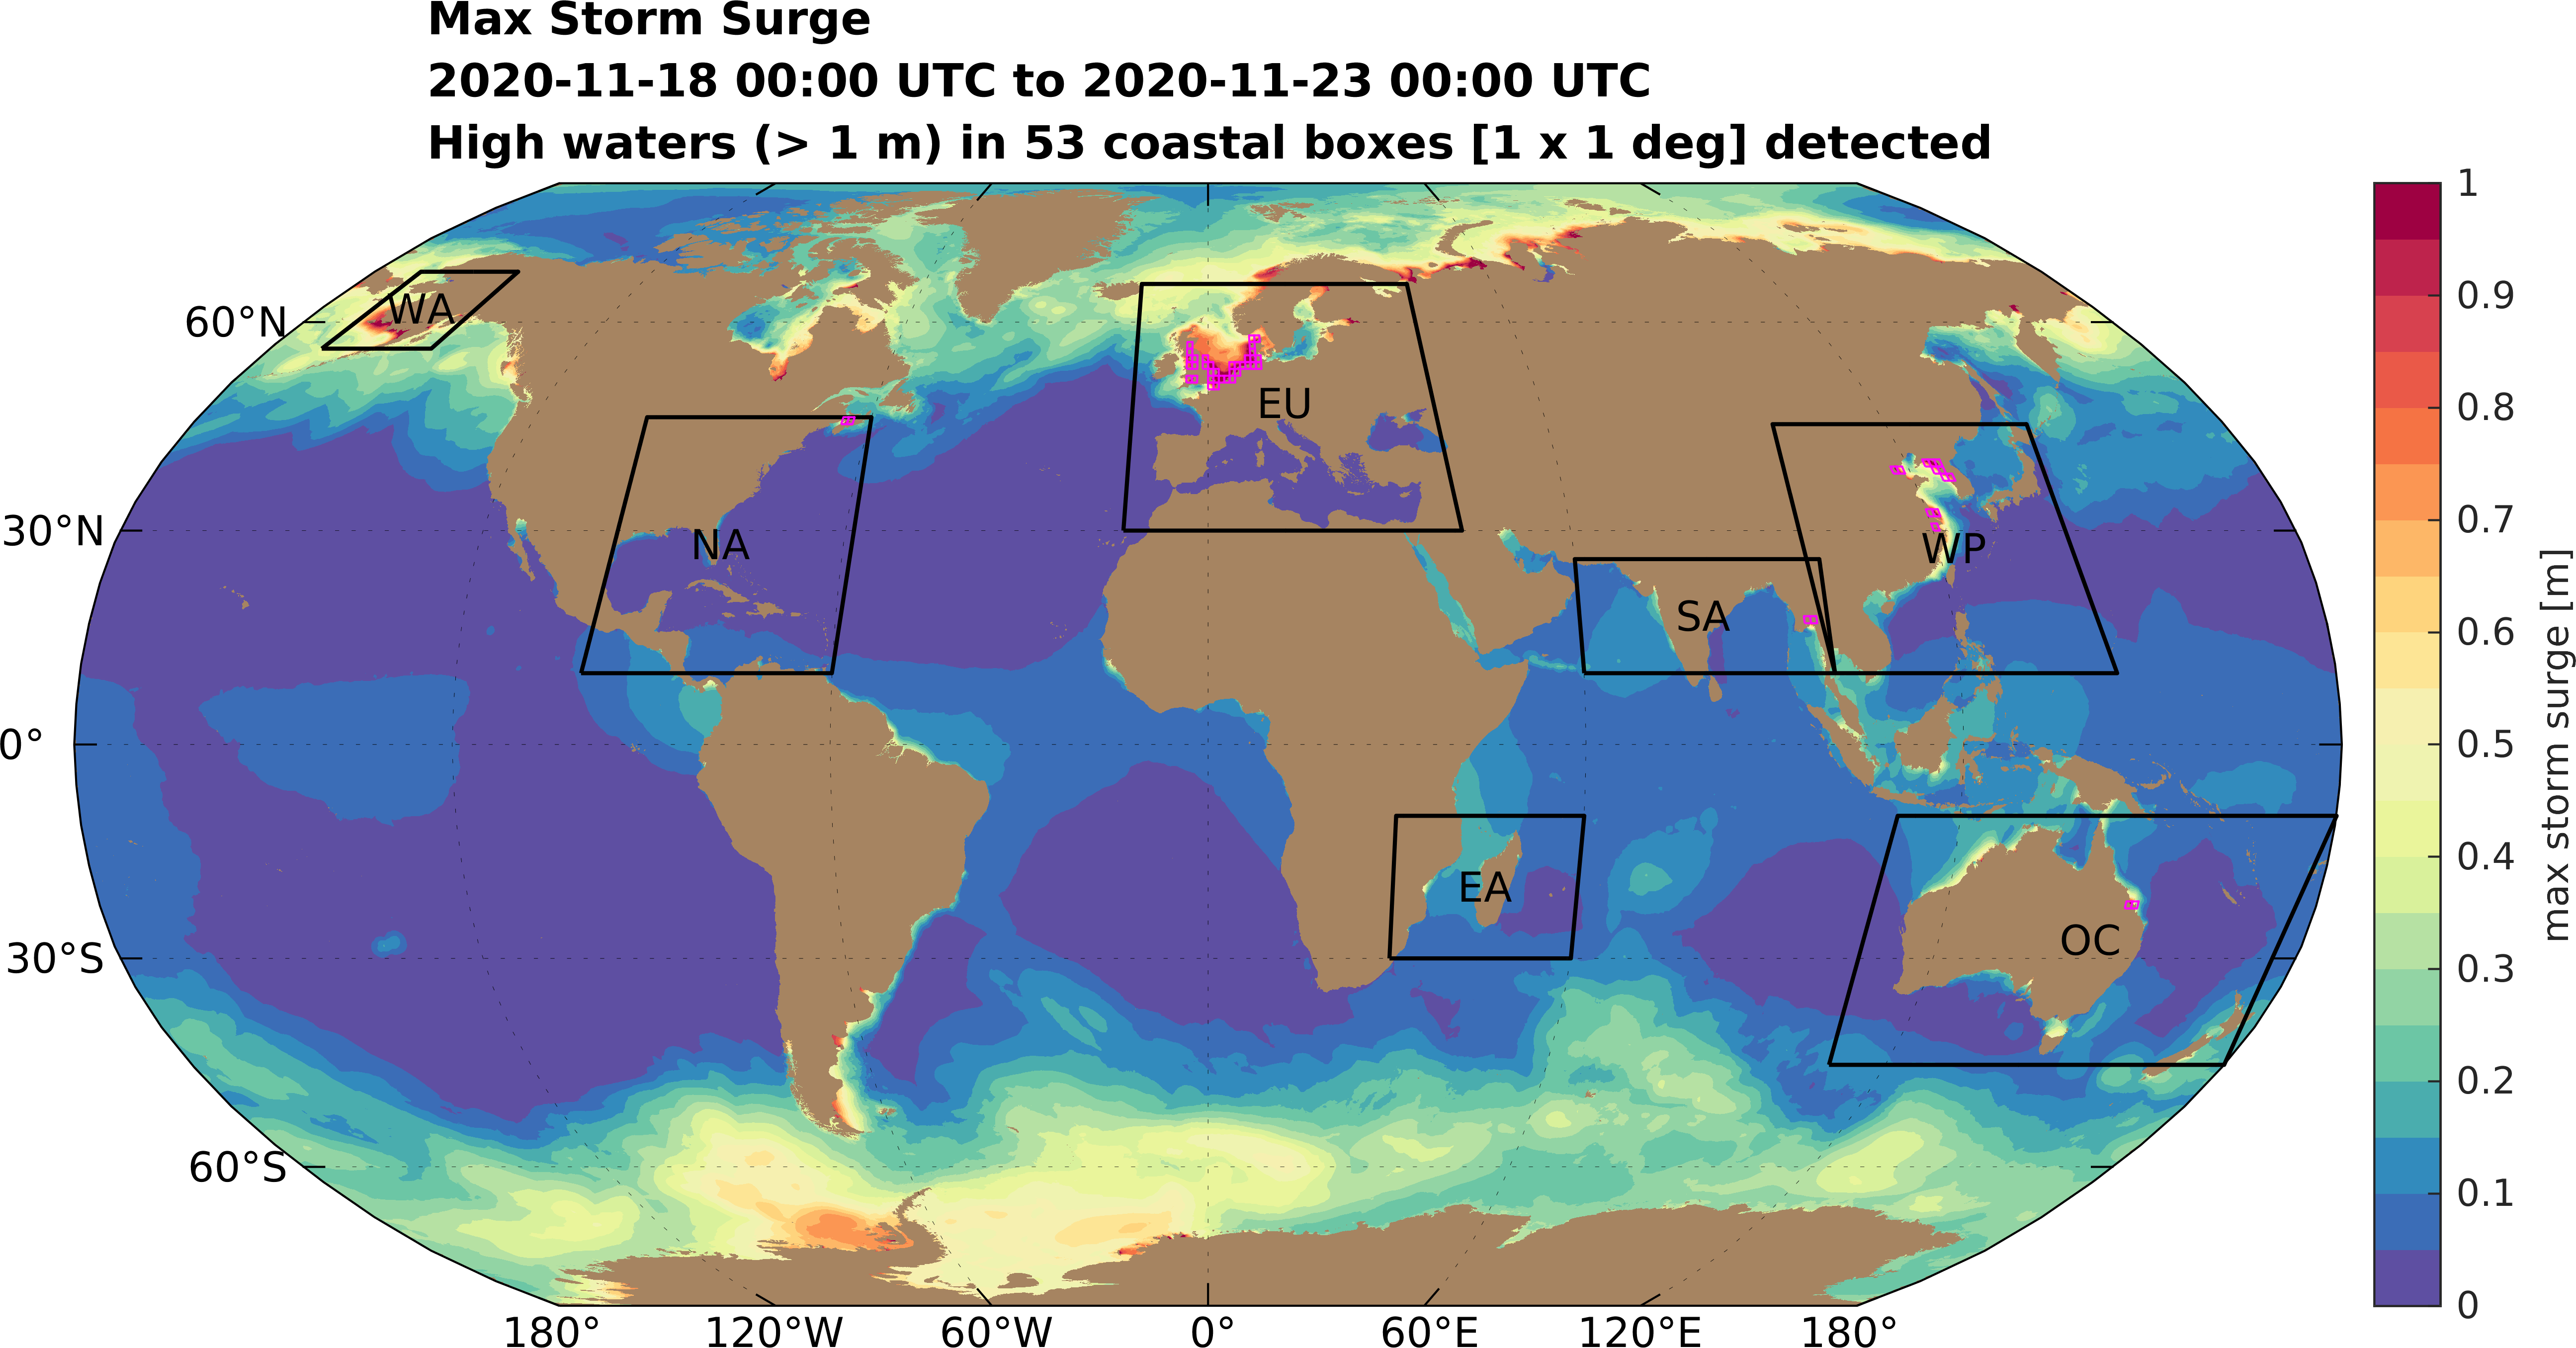 Max Storm Surge
2020-11-18 00:00 UTC to 2020-11-23 00:00 UTC
High waters (> 1 m) in 53 coastal boxes [1 x 1 deg] detected
60°N
30°N
0°
30°S
60°S
WA
NA
EU
SA
WP
EA
OC
180°
120°W
60°W
0°
60°E
120°E
180°
1
0.9
0.8
0.7
0.6
0.5
0.4
0.3
0.2
0.1
0
max storm surge [m]